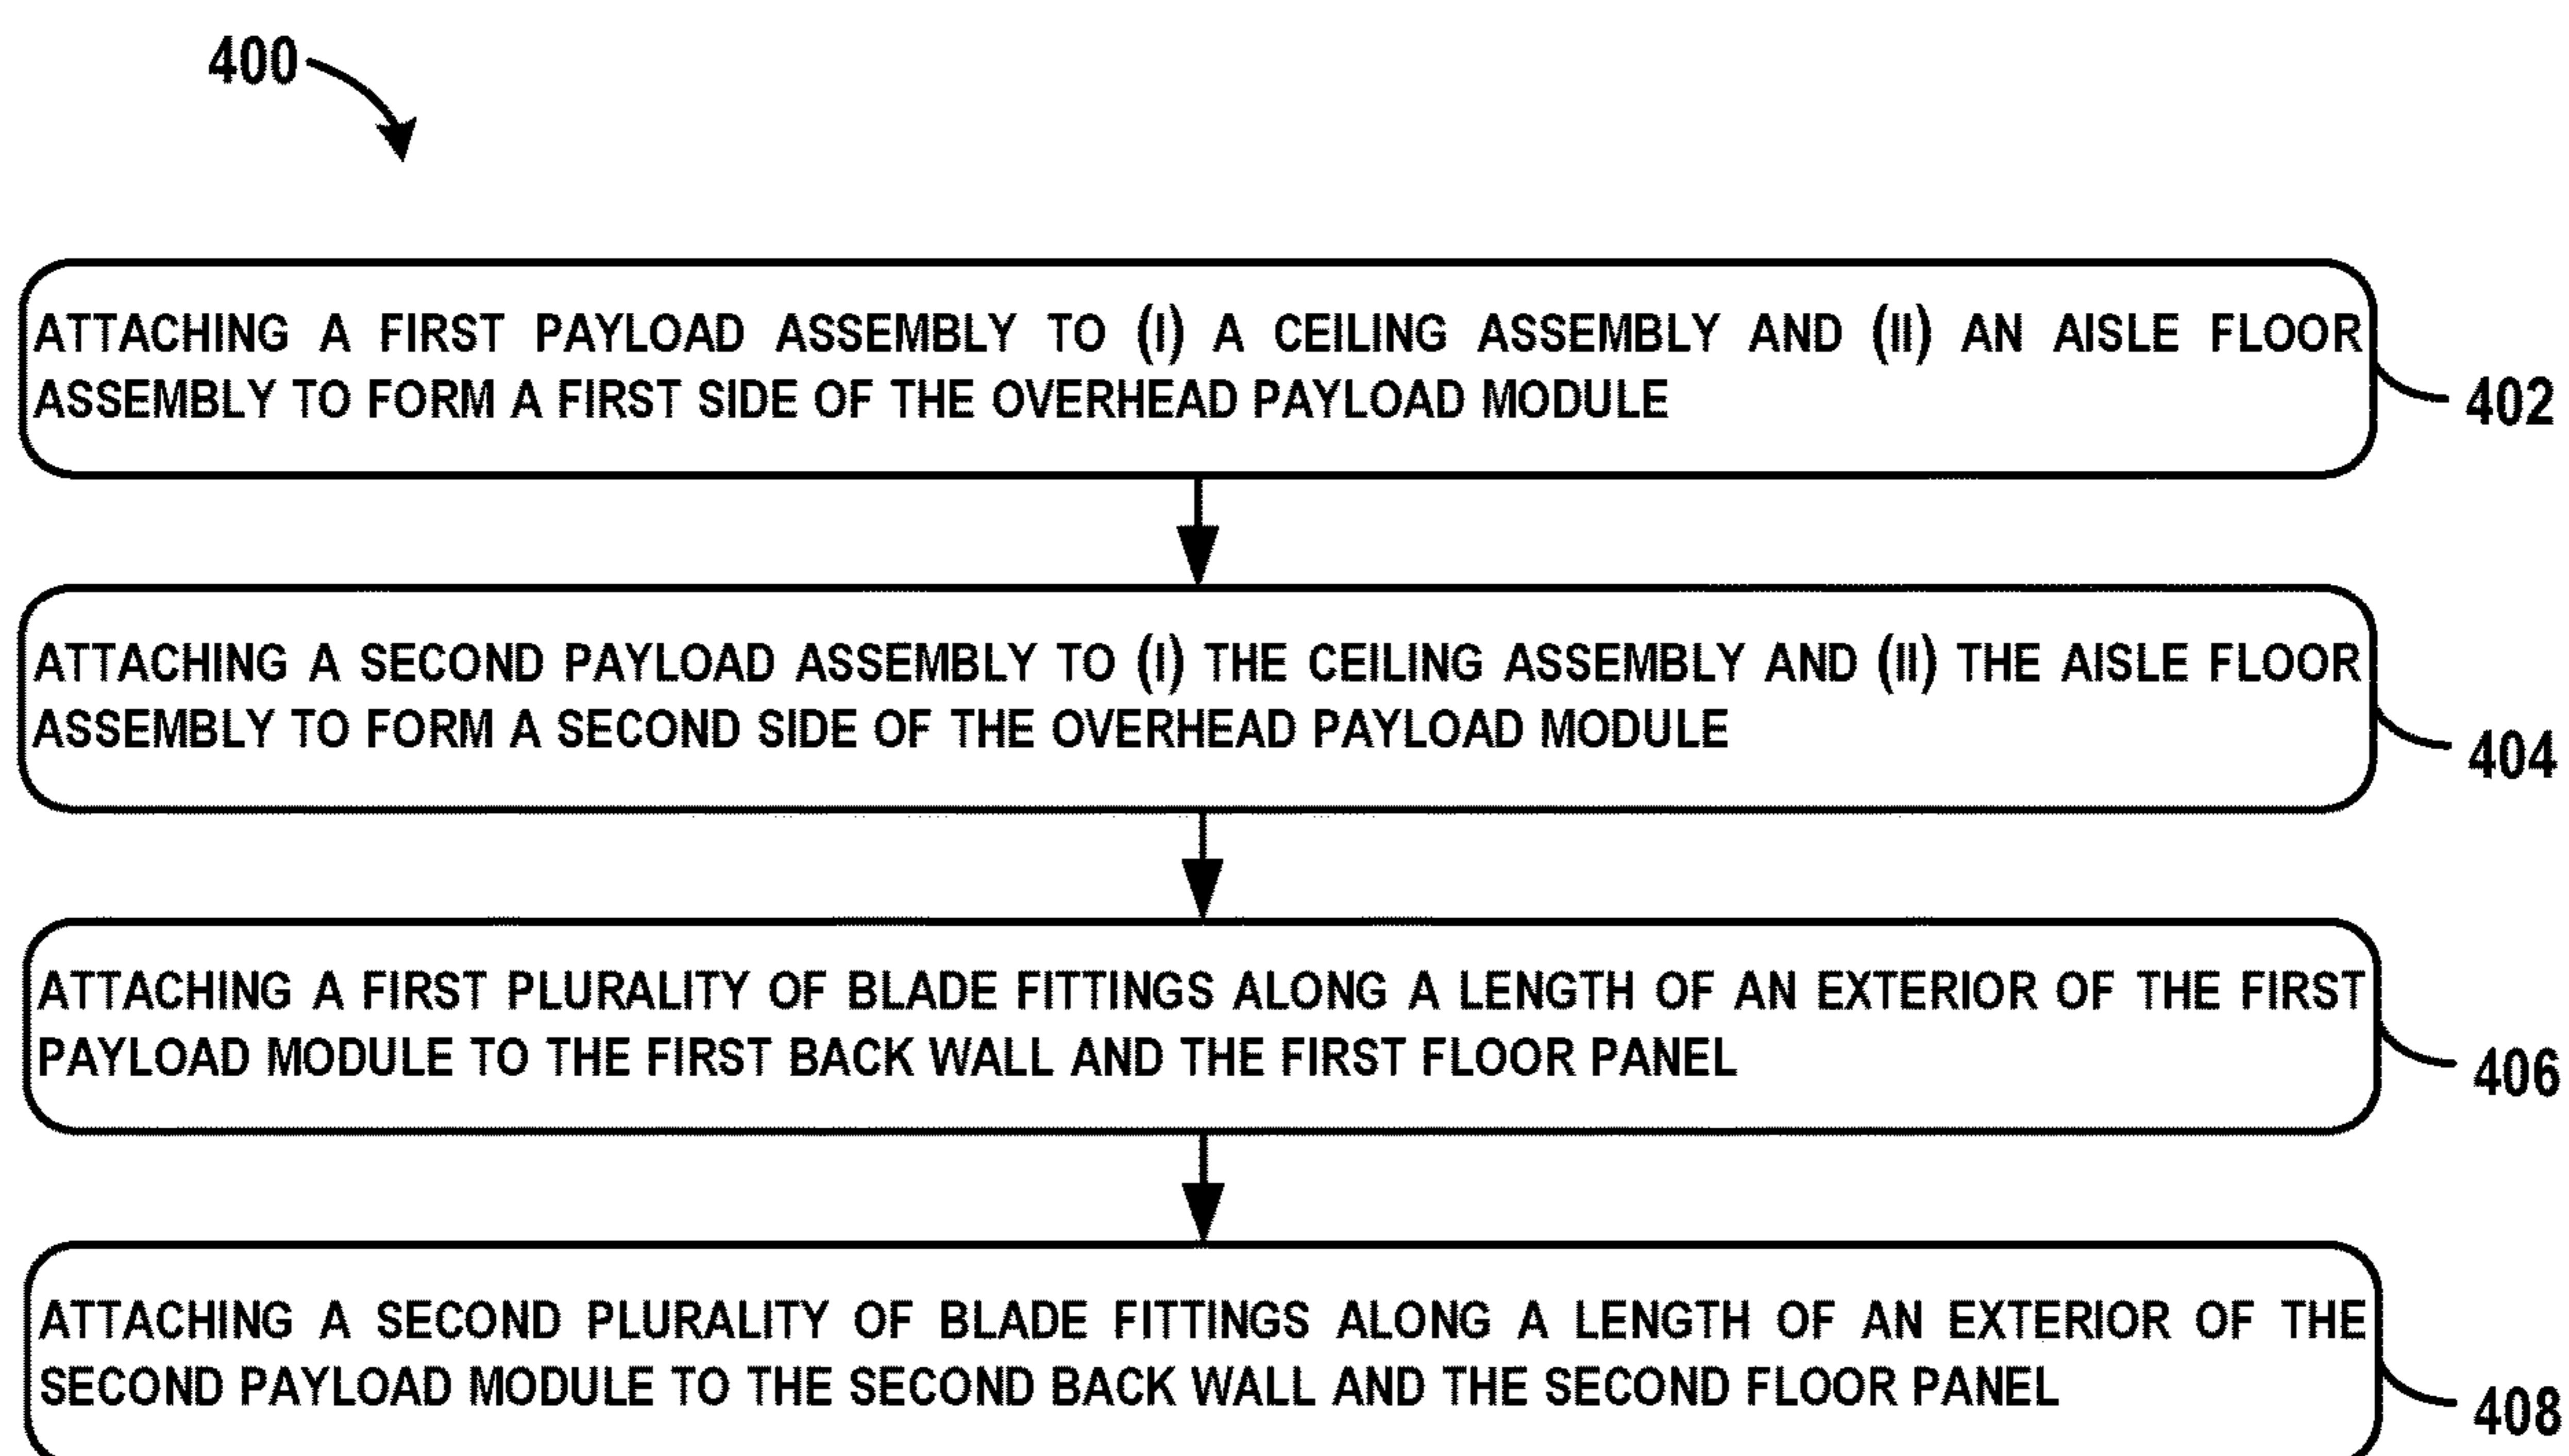 400
ATTACHING A FIRST PAYLOAD ASSEMBLY TO (I) A CEILING ASSEMBLY AND (II) AN AISLE FLOOR
ASSEMBLY TO FORM A FIRST SIDE OF THE OVERHEAD PAYLOAD MODULE
402
ATTACHING A SECOND PAYLOAD ASSEMBLY TO (I) THE CEILING ASSEMBLY AND (II) THE AISLE FLOOR
ASSEMBLY TO FORM A SECOND SIDE OF THE OVERHEAD PAYLOAD MODULE
404
ATTACHING A FIRST PLURALITY OF BLADE FITTINGS ALONG A LENGTH OF AN EXTERIOR OF THE FIRST
PAYLOAD MODULE TO THE FIRST BACK WALL AND THE FIRST FLOOR PANEL
406
ATTACHING A SECOND PLURALITY OF BLADE FITTINGS ALONG A LENGTH OF AN EXTERIOR OF THE
SECOND PAYLOAD MODULE TO THE SECOND BACK WALL AND THE SECOND FLOOR PANEL
408